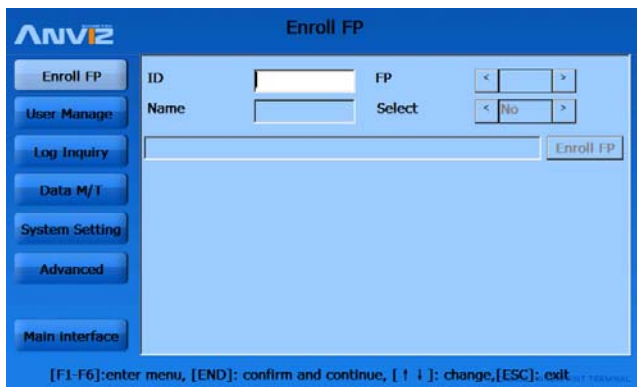 ANVIZ
Enroll FP
Enroll FP
ID
FP
< >
User Manage
Name
Select
< No >
Log Inquiry
Enroll FP
Data M/T
System Setting
Advanced
Main interface
[F1-F6]:enter menu, [END]: confirm and continue, [ ↑ ↓ ]: change,[ESC]: exit